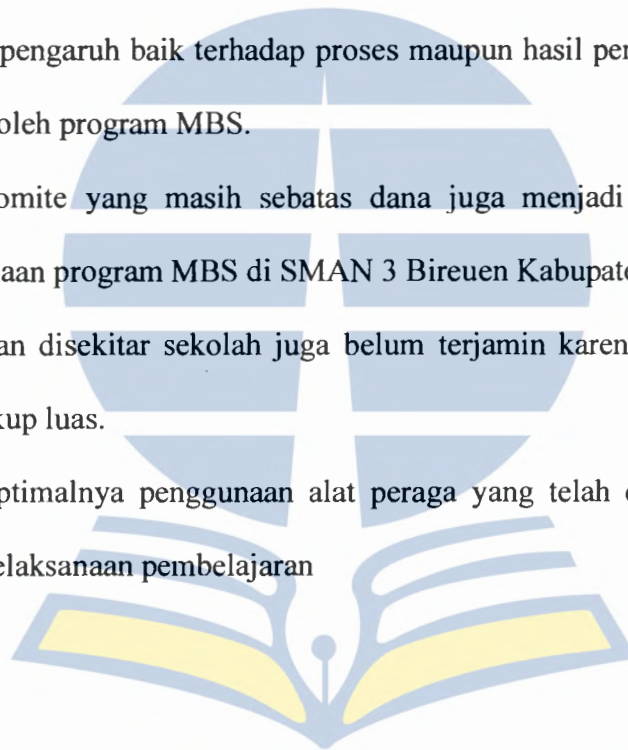 pengaruh baik terhadap proses maupun hasil per
oleh program MBS.
omite yang masih sebatas dana juga menjadi
aan program MBS di SMAN 3 Bireuen Kabupate
an disekitar sekolah juga belum terjamin karen
kup luas.
ptimalnya penggunaan alat peraga yang telah
elaksanaan pembelajaran